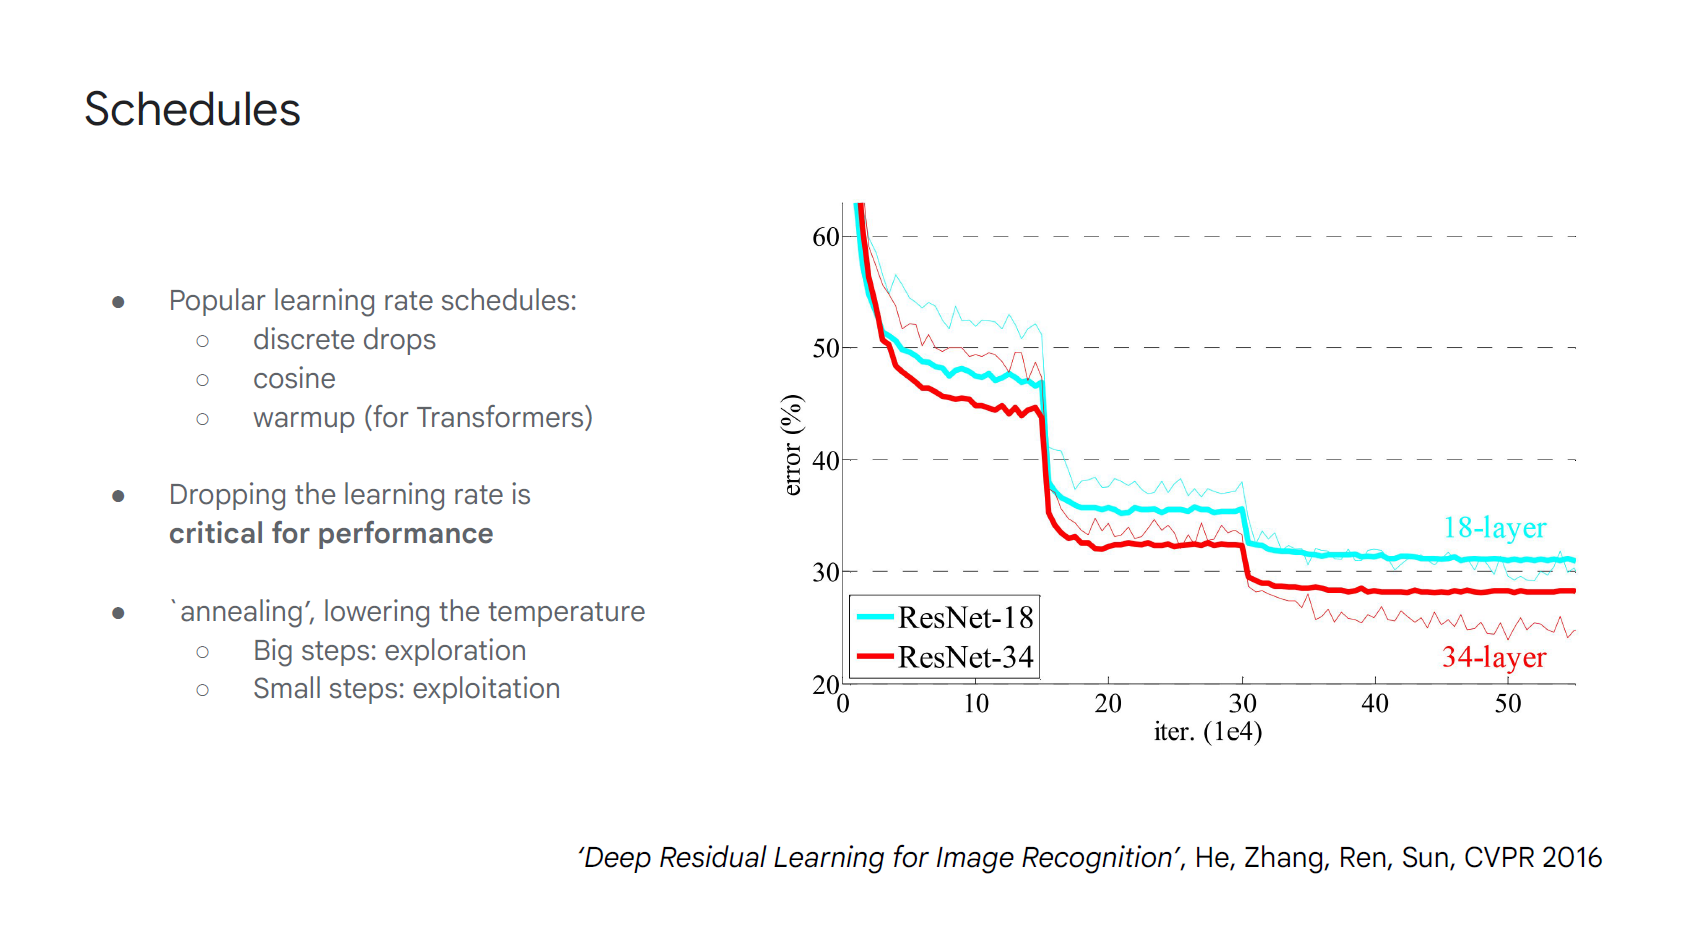 Schedules
● Popular learning rate schedules:
○ discrete drops
○ cosine
○ warmup (for Transformers)
● Dropping the learning rate is
critical for performance
● `annealing’, lowering the temperature
○ Big steps: exploration
○ Small steps: exploitation
60
50
40
30
20
error (%)
18-layer
ResNet-18
ResNet-34
34-layer
0 10 20 30 40 50
iter. (1e4)
‘Deep Residual Learning for Image Recognition’, He, Zhang, Ren, Sun, CVPR 2016